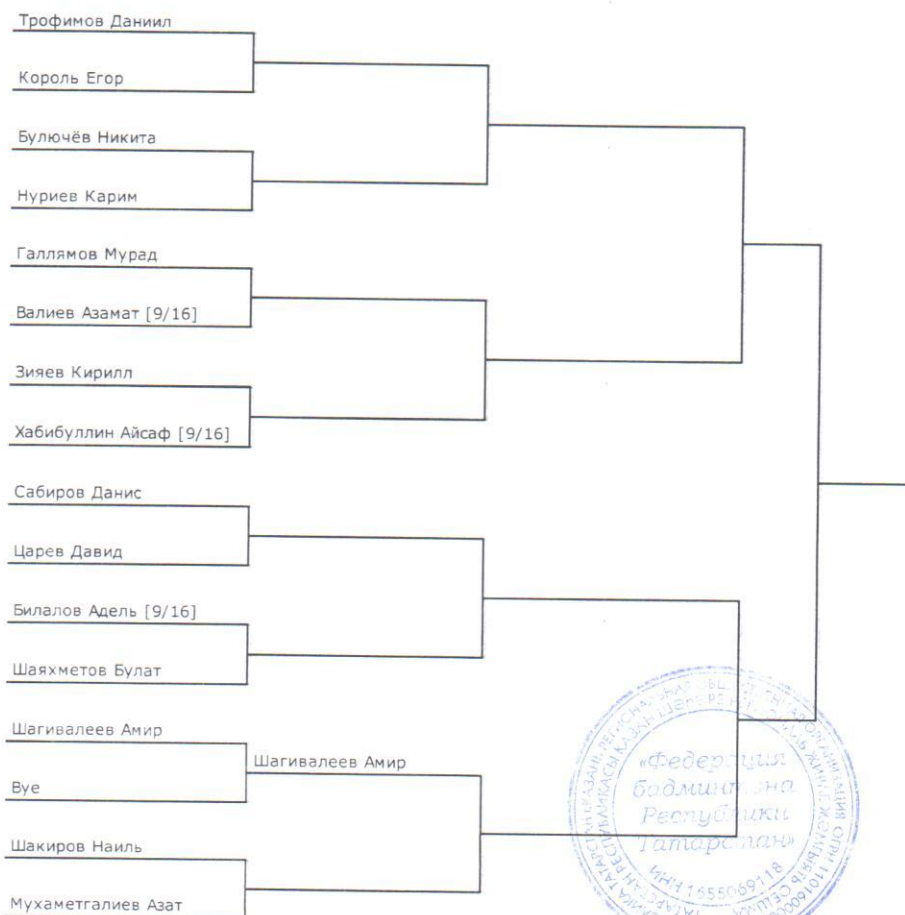 Трофимов Даниил
Король Егор
Булючёв Никита
Нуриев Карим
Галлямов Мурад
Валиев Азамат [9/16]
Зияев Кирилл
Хабибуллин Айсаф [9/16]
Сабиров Данис
Царев Давид
Билалов Адель [9/16]
Шаяхметов Булат
Шагивалеев Амир
Шагивалеев Амир
Bye
Шакиров Наиль
Мухаметгалиев Азат
«Федерация
бадминтона
Республики
Татарстан»
ИНН 1655069118